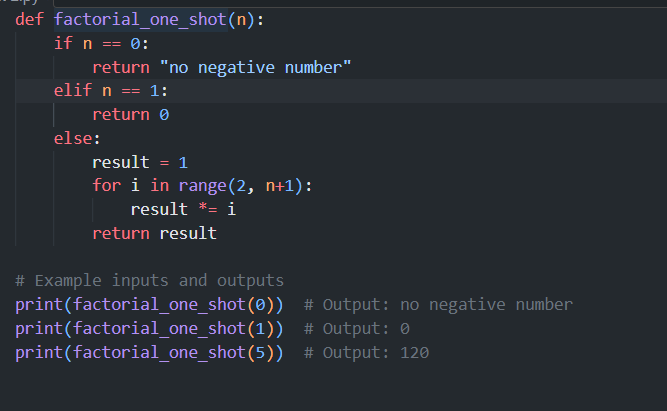 def factorial_one_shot(n):
    if n == 0:
        return "no negative number"
    elif n == 1:
        return 0
    else:
        result = 1
        for i in range(2, n+1):
            result *= i
        return result

# Example inputs and outputs
print(factorial_one_shot(0))  # Output: no negative number
print(factorial_one_shot(1))  # Output: 0
print(factorial_one_shot(5))  # Output: 120